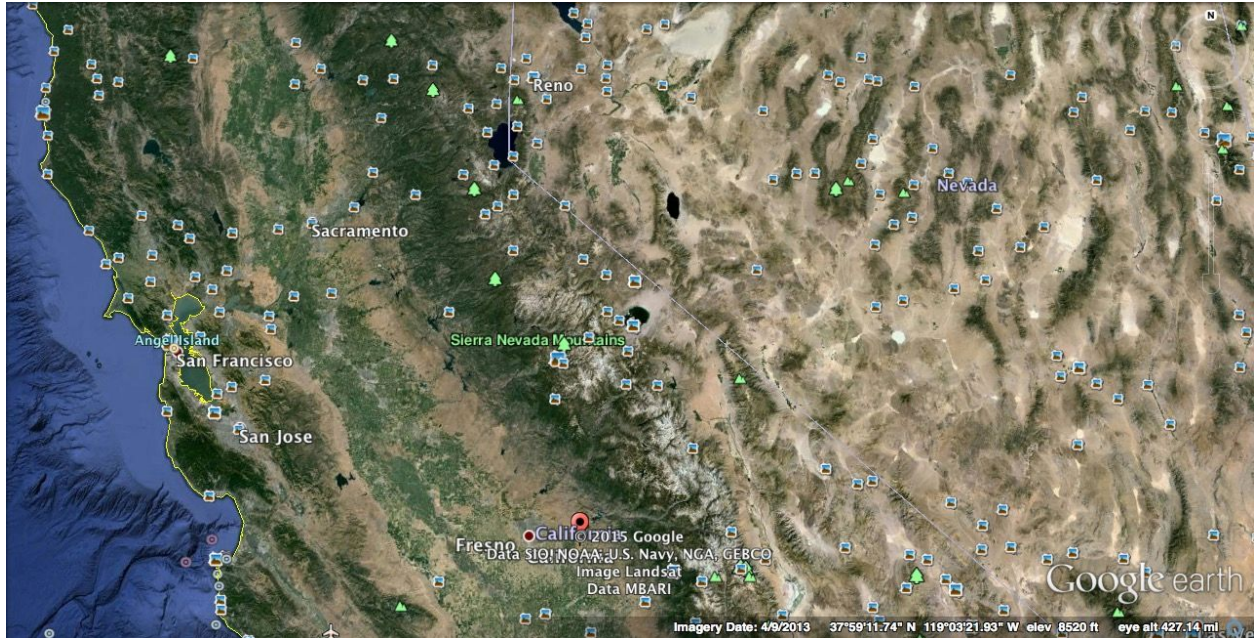 N
Reno
Nevada
Sacramento
Angel Island
San Francisco
Sierra Nevada Mountains
San Jose
California
Fresno
©2015 Google
Data SIO, NOAA, U.S. Navy, NGA, GEBCO
California
Image Landsat
Data MBARI
Google earth
Imagery Date: 4/9/2013 37°59'11.74" N 119°03'21.93" W elev 8520 ft eye alt 427.14 mi